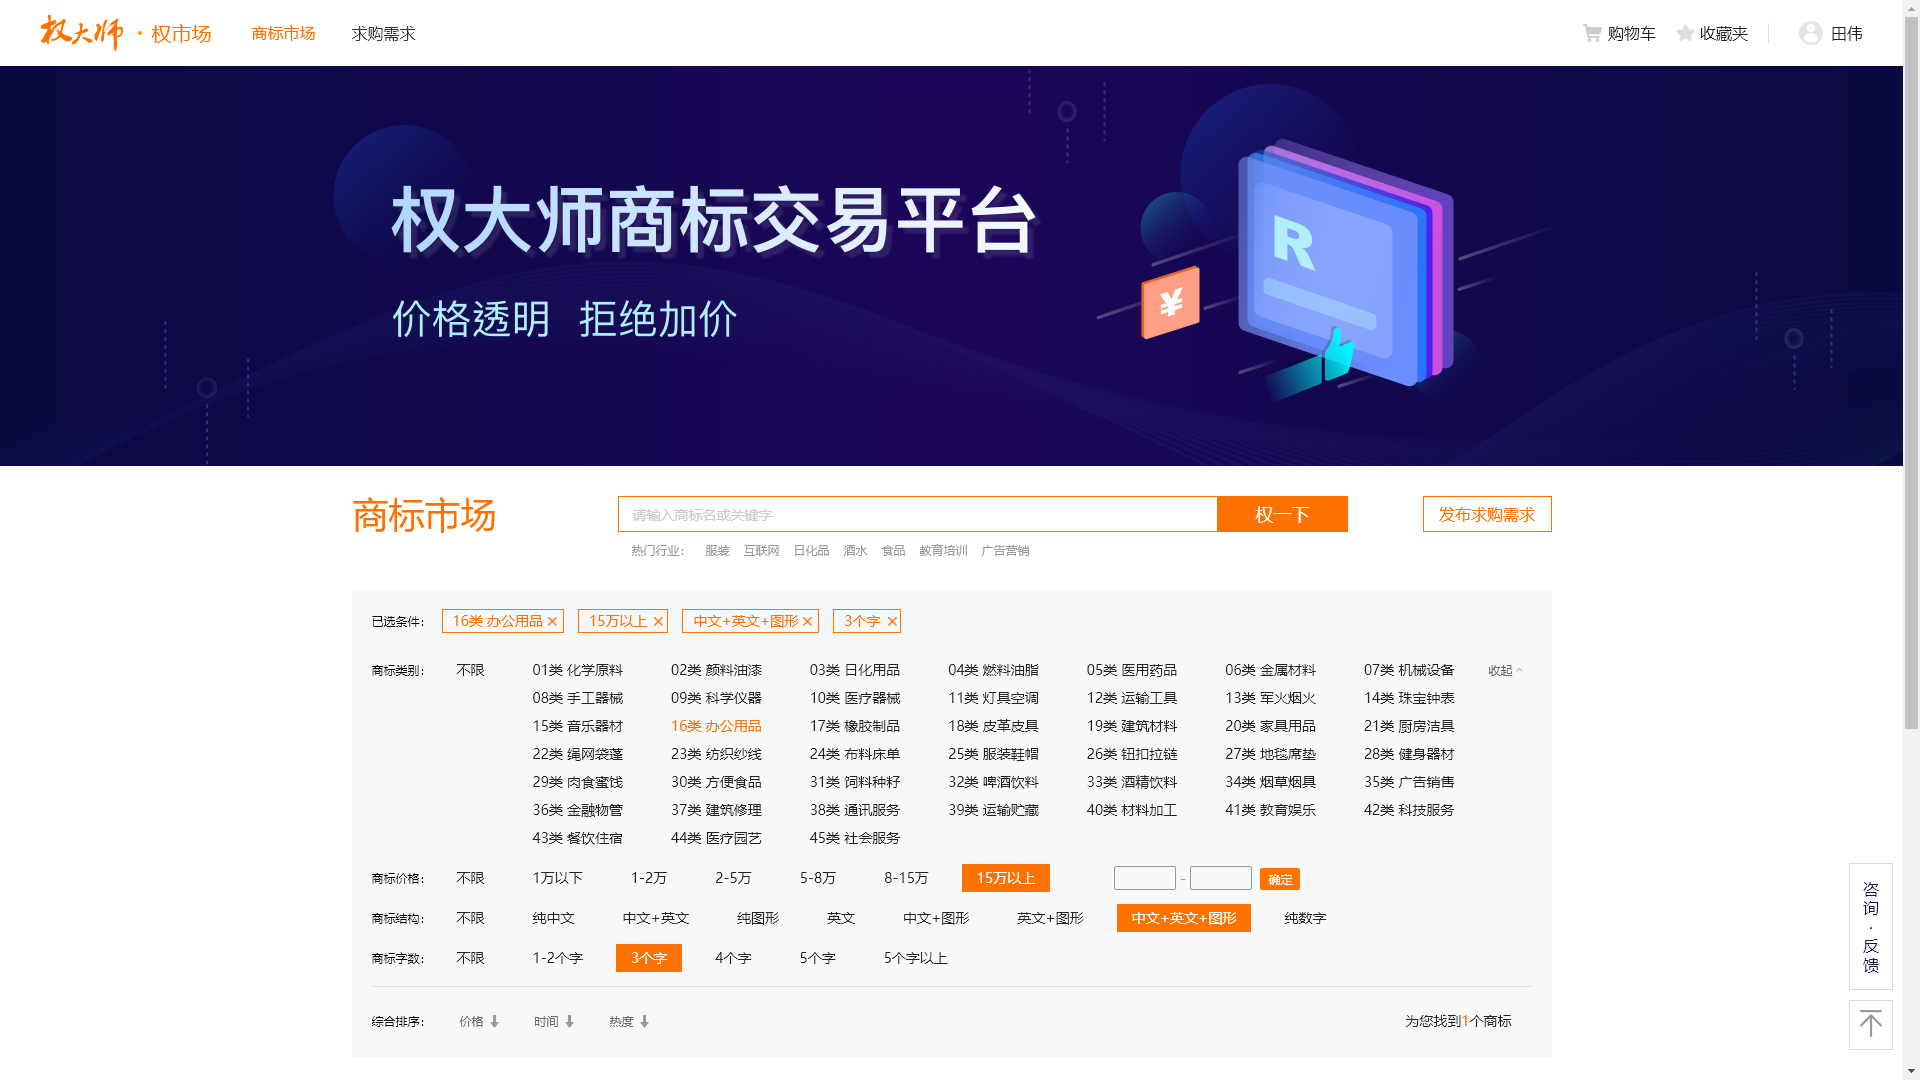 权大师 · 权市场 商标市场 求购需求 购物车 收藏夹 田伟
权大师商标交易平台
价格透明 拒绝加价
R
¥
商标市场 请输入商标名或关键字 权一下 发布求购需求
热门行业： 服装 互联网 日化品 酒水 食品 教育培训 广告营销
已选条件： 16类 办公用品 15万以上 中文+英文+图形 3个字
商标类别： 不限 01类 化学原料 02类 颜料油漆 03类 日化用品 04类 燃料油脂 05类 医用药品 06类 金属材料 07类 机械设备 收起
08类 手工器械 09类 科学仪器 10类 医疗器械 11类 灯具空调 12类 运输工具 13类 军火烟火 14类 珠宝钟表
15类 音乐器材 16类 办公用品 17类 橡胶制品 18类 皮革皮具 19类 建筑材料 20类 家具用品 21类 厨房洁具
22类 绳网袋蓬 23类 纺织纱线 24类 布料床单 25类 服装鞋帽 26类 钮扣拉链 27类 地毯席垫 28类 健身器材
29类 肉食蜜饯 30类 方便食品 31类 饲料种籽 32类 啤酒饮料 33类 酒精饮料 34类 烟草烟具 35类 广告销售
36类 金融物管 37类 建筑修理 38类 通讯服务 39类 运输贮藏 40类 材料加工 41类 教育娱乐 42类 科技服务
43类 餐饮住宿 44类 医疗园艺 45类 社会服务
商标价格： 不限 1万以下 1-2万 2-5万 5-8万 8-15万 15万以上 - 确定
商标结构： 不限 纯中文 中文+英文 纯图形 英文 中文+图形 英文+图形 中文+英文+图形 纯数字
商标字数： 不限 1-2个字 3个字 4个字 5个字 5个字以上
综合排序： 价格 时间 热度 为您找到1个商标
咨
询
·
反
馈